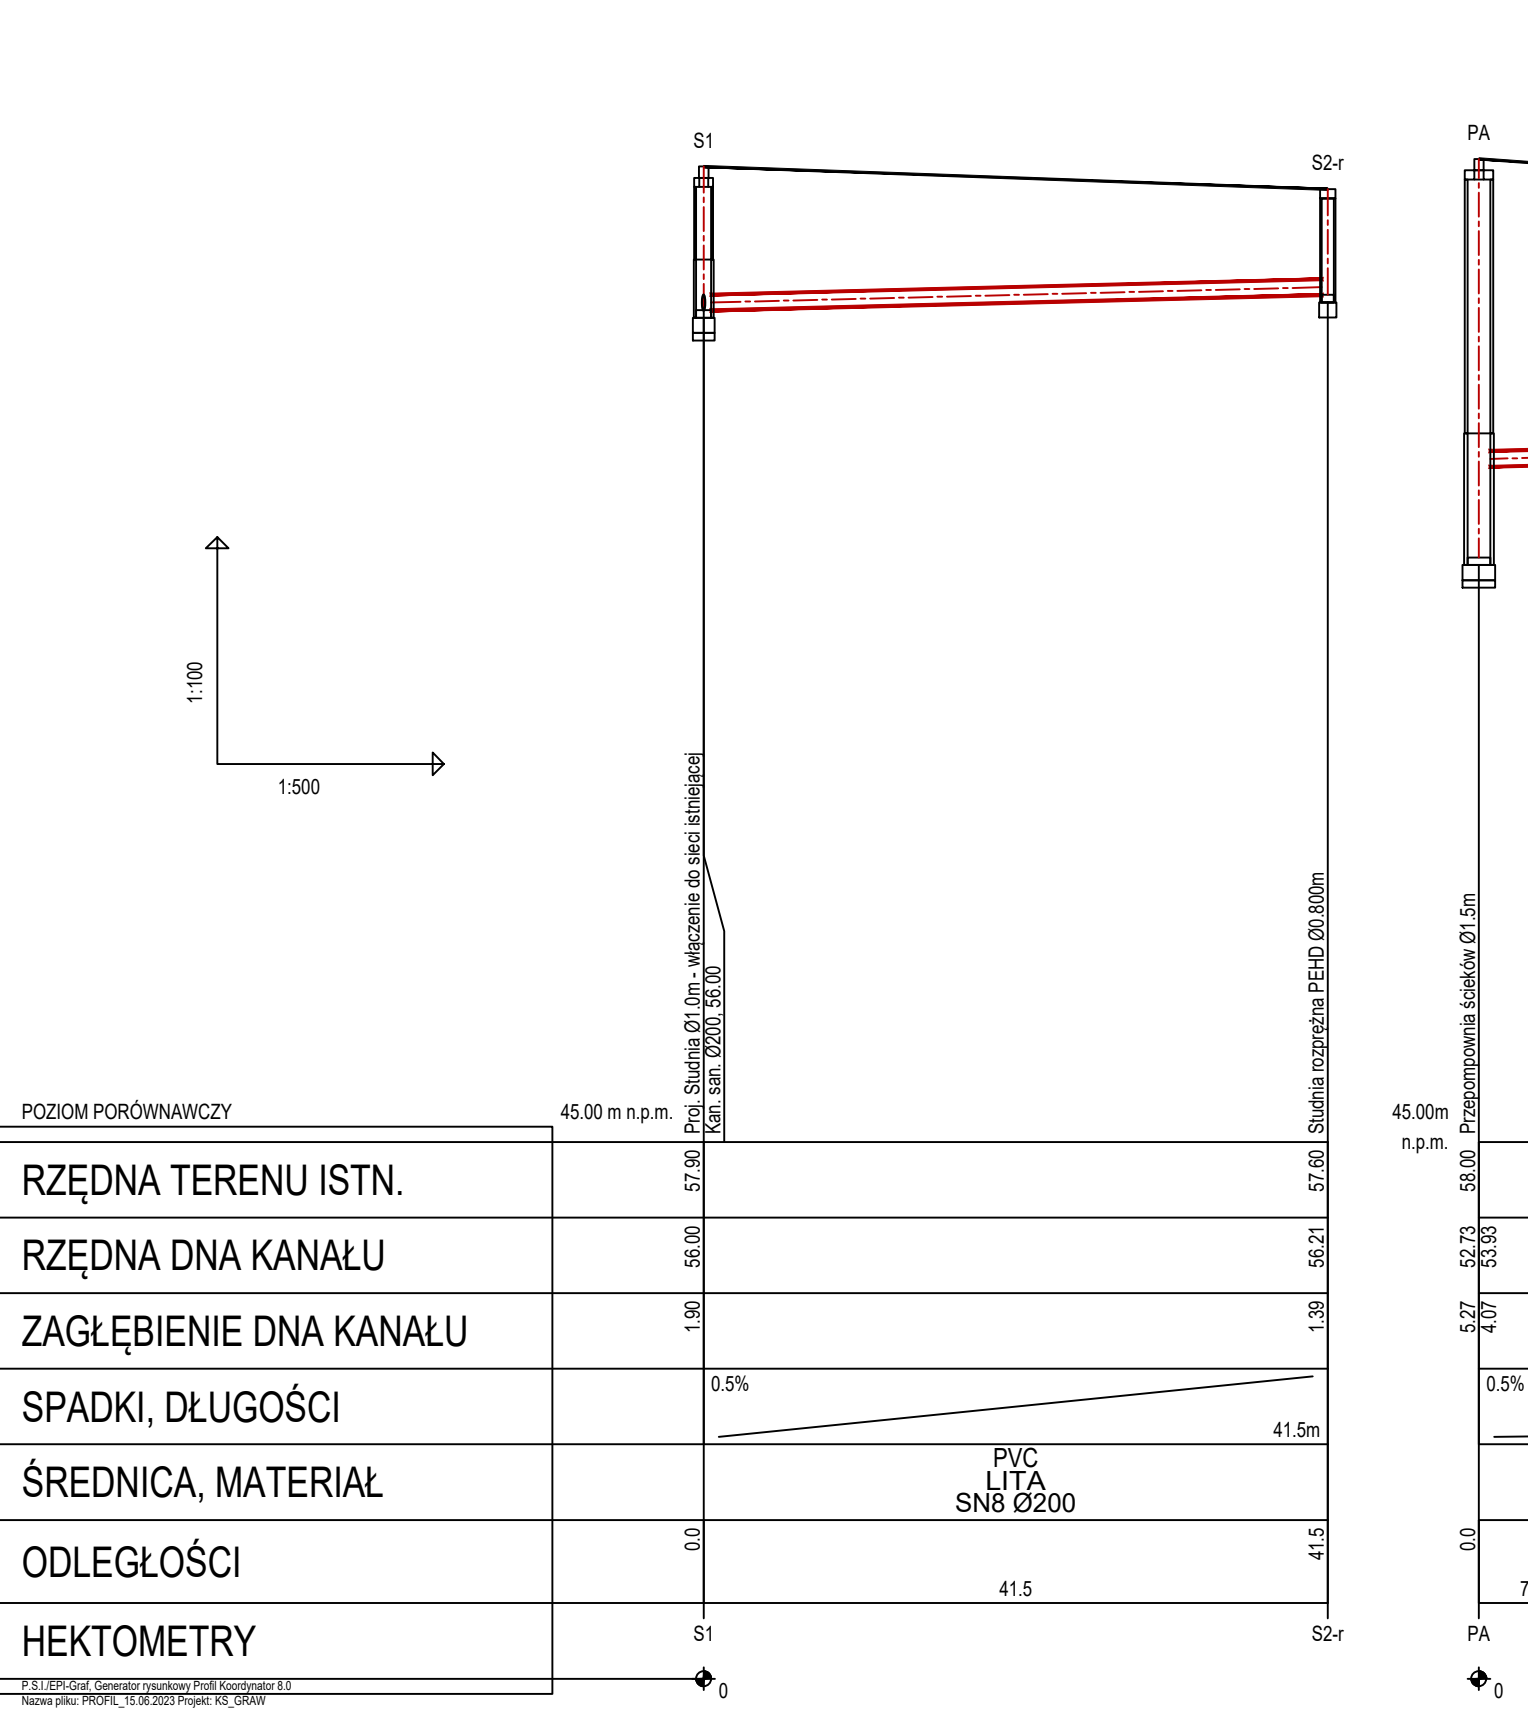 S1
S2-r
PA
1:100
1:500
Proj. Studnia Ø1.0m - włączenie do sieci istniejącej
Kan. san. Ø200, 56.00
Studnia rozprężna PEHD Ø0.800m
Przepompownia ścieków Ø1.5m
POZIOM PORÓWNAWCZY
45.00 m n.p.m.
45.00m
n.p.m.
RZĘDNA TERENU ISTN.
57.90
57.60
58.00
RZĘDNA DNA KANAŁU
56.00
56.21
52.73
53.93
ZAGŁĘBIENIE DNA KANAŁU
1.90
1.39
5.27
4.07
SPADKI, DŁUGOŚCI
0.5%
41.5m
0.5%
ŚREDNICA, MATERIAŁ
PVC
LITA
SN8 Ø200
ODLEGŁOŚCI
0.0
41.5
41.5
0.0
7
HEKTOMETRY
S1
S2-r
PA
0
0
P.S.I./EPI-Graf, Generator rysunkowy Profil Koordynator 8.0
Nazwa pliku: PROFIL_15.06.2023 Projekt: KS_GRAW